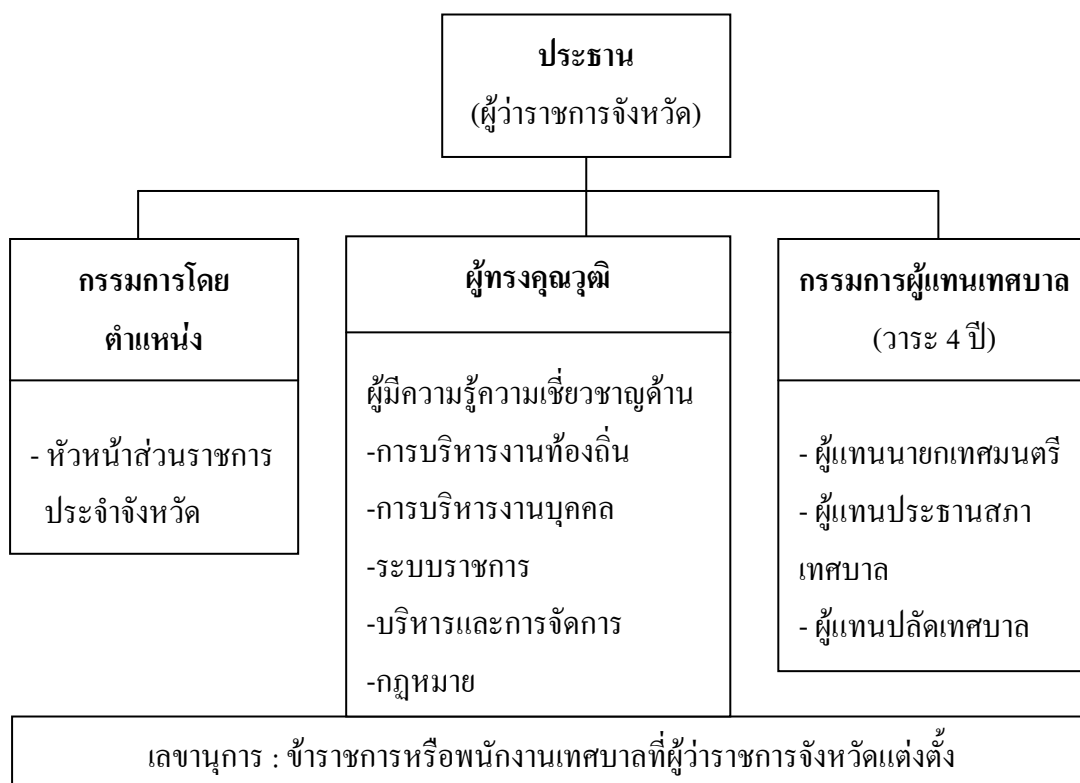 ประธาน
(ผู้ว่าราชการจังหวัด)
กรรมการโดย
ตำแหน่ง
- หัวหน้าส่วนราชการ
ประจำจังหวัด
ผู้ทรงคุณวุฒิ
ผู้มีความรู้ความเชี่ยวชาญด้าน
-การบริหารงานท้องถิ่น
-การบริหารงานบุคคล
-ระบบราชการ
-บริหารและการจัดการ
-กฎหมาย
กรรมการผู้แทนเทศบาล
(วาระ 4 ปี)
- ผู้แทนนายกเทศมนตรี
- ผู้แทนประธานสภา
เทศบาล
- ผู้แทนปลัดเทศบาล
เลขานุการ : ข้าราชการหรือพนักงานเทศบาลที่ผู้ว่าราชการจังหวัดแต่งตั้ง